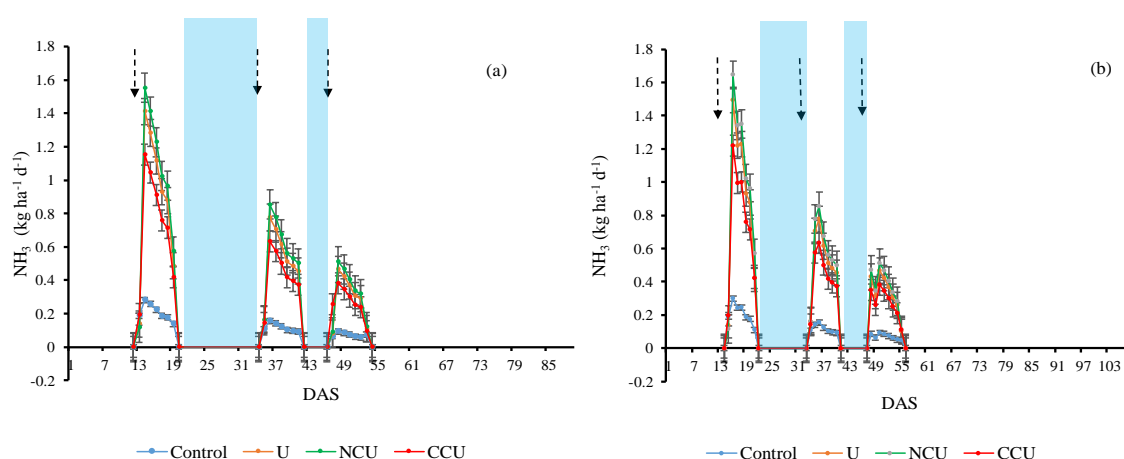 (a)
NH3 (kg ha-1 d-1)
1.8
1.6
1.4
1.2
1
0.8
0.6
0.4
0.2
0
-0.2
1 7 13 19 25 31 37 43 49 55 61 67 73 79 85
DAS
Control U NCU CCU
(b)
NH3 (kg ha-1 d-1)
1.8
1.6
1.4
1.2
1
0.8
0.6
0.4
0.2
0
-0.2
1 7 13 19 25 31 37 43 49 55 61 67 73 79 85 91 97 103
DAS
Control U NCU CCU